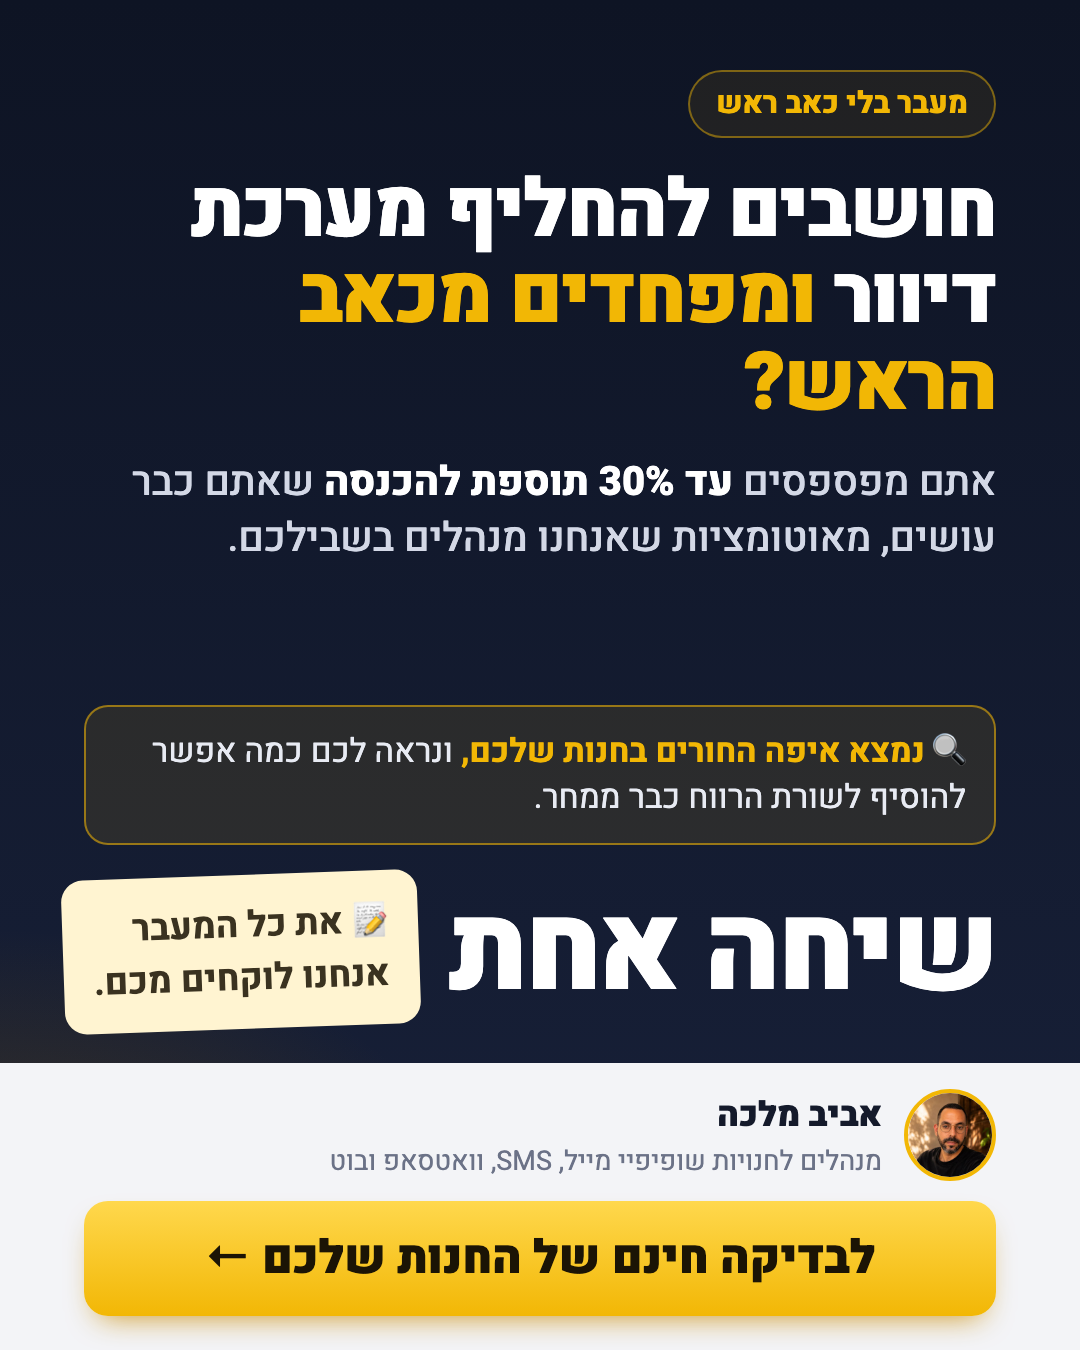 מעבר בלי כאב ראש
חושבים להחליף מערכת
דיוור ומפחדים מכאב
הראש?
אתם מפספסים עד 30% תוספת להכנסה שאתם כבר
עושים, מאוטומציות שאנחנו מנהלים בשבילכם.
🔍 נמצא איפה החורים בחנות שלכם, ונראה לכם כמה אפשר
להוסיף לשורת הרווח כבר ממחר.
שיחה אחת
📝 את כל המעבר
אנחנו לוקחים מכם.
אביב מלכה
מנהלים לחנויות שופיפיי מייל, SMS, וואטסאפ ובוט
לבדיקה חינם של החנות שלכם ←